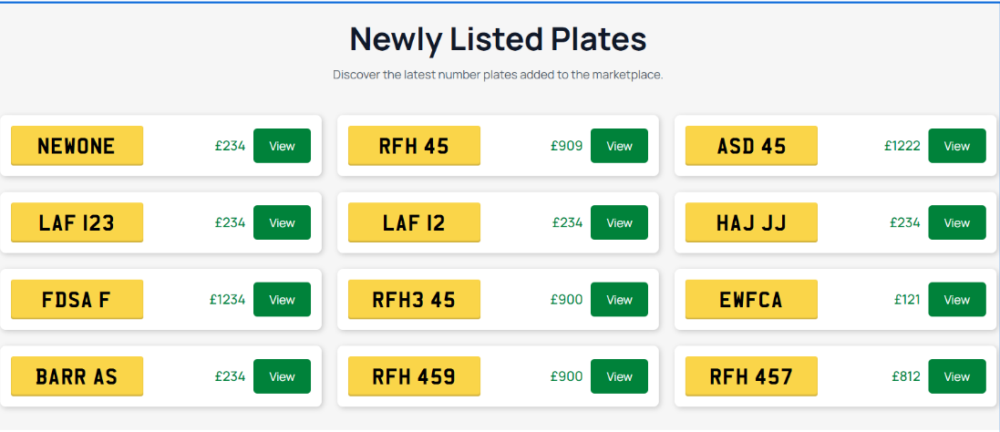 Newly Listed Plates
Discover the latest number plates added to the marketplace.
NEWONE £234 View RFH 45 £909 View ASD 45 £1222 View
LAF 123 £234 View LAF 12 £234 View HAJ JJ £234 View
FDSA F £1234 View RFH3 45 £900 View EWFCA £121 View
BARR AS £234 View RFH 459 £900 View RFH 457 £812 View